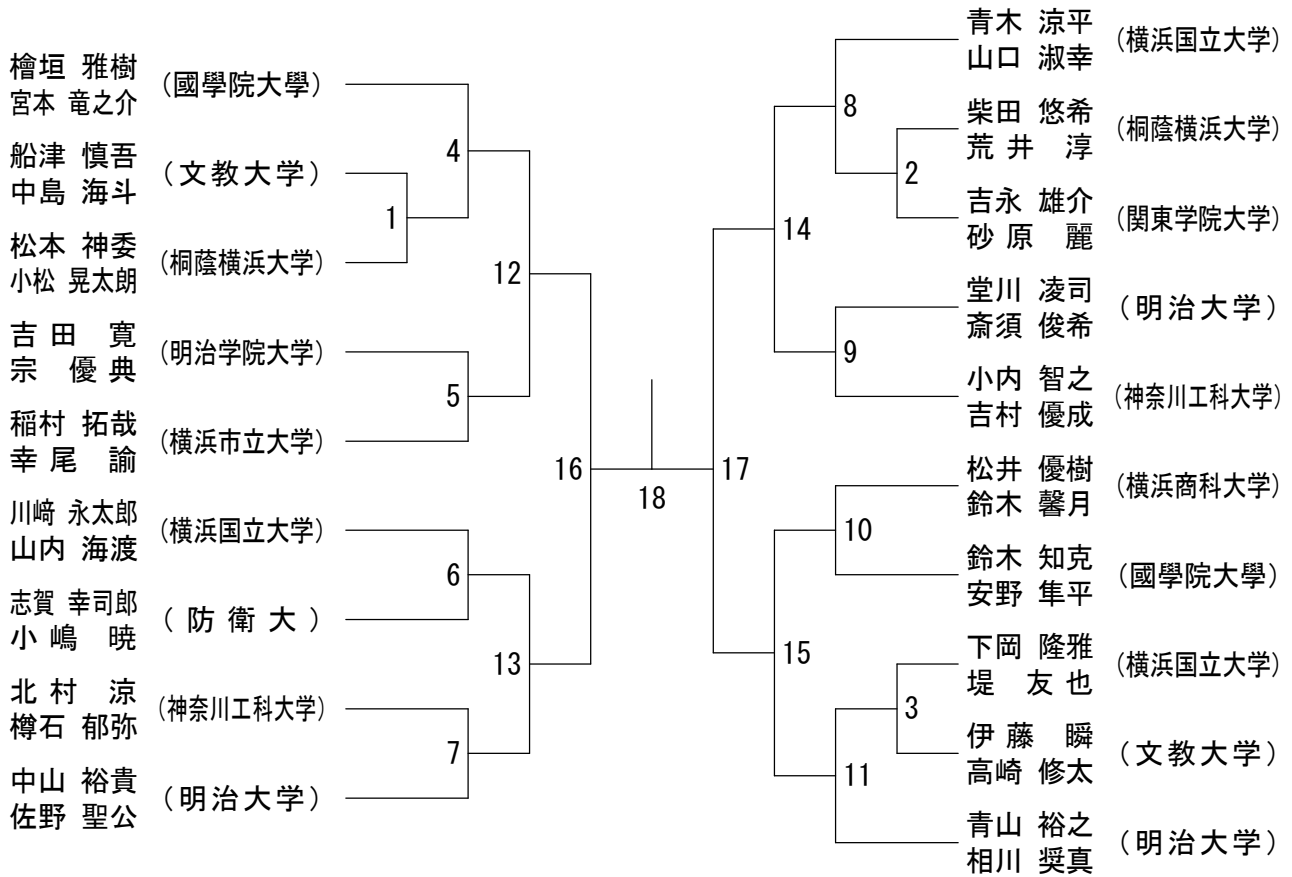 檜垣 雅樹
宮本 竜之介
(國學院大學)
船津 慎吾
中島 海斗
(文教大学)
松本 神委
小松 晃太朗
(桐蔭横浜大学)
吉田 寛
宗 優典
(明治学院大学)
稲村 拓哉
幸尾 諭
(横浜市立大学)
川﨑 永太郎
山内 海渡
(横浜国立大学)
志賀 幸司郎
小嶋 暁
(防衛大)
北村 涼
樽石 郁弥
(神奈川工科大学)
中山 裕貴
佐野 聖公
(明治大学)
1
4
5
6
7
12
13
16
18
17
14
15
8
9
10
11
2
3
青木 涼平
山口 淑幸
(横浜国立大学)
柴田 悠希
荒井 淳
(桐蔭横浜大学)
吉永 雄介
砂原 麗
(関東学院大学)
堂川 凌司
斎須 俊希
(明治大学)
小内 智之
吉村 優成
(神奈川工科大学)
松井 優樹
鈴木 馨月
(横浜商科大学)
鈴木 知克
安野 隼平
(國學院大學)
下岡 隆雅
堤 友也
(横浜国立大学)
伊藤 瞬
高崎 修太
(文教大学)
青山 裕之
相川 奨真
(明治大学)